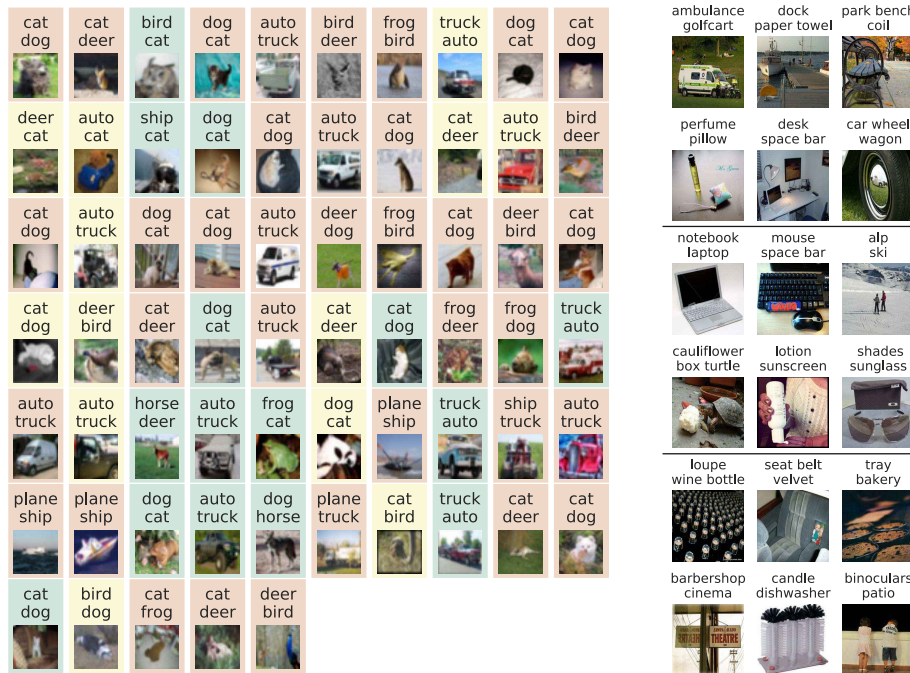 cat dog
cat deer
bird cat
dog cat
auto truck
bird deer
frog bird
truck auto
dog cat
cat dog
deer cat
auto cat
ship cat
dog cat
cat dog
auto truck
cat dog
cat deer
auto truck
bird deer
cat dog
auto truck
dog cat
cat dog
auto truck
deer dog
frog bird
cat dog
deer bird
cat dog
cat dog
deer bird
cat deer
dog cat
auto truck
cat deer
cat dog
frog deer
frog dog
truck auto
auto truck
auto truck
horse deer
auto truck
frog cat
dog cat
plane ship
truck auto
ship truck
auto truck
plane ship
plane ship
dog cat
auto truck
dog horse
plane truck
cat bird
truck auto
cat deer
cat dog
cat dog
bird dog
cat frog
cat deer
deer bird
ambulance golfcart
dock paper towel
park bench coil
perfume pillow
desk space bar
car wheel wagon
notebook laptop
mouse space bar
alp ski
cauliflower box turtle
lotion sunscreen
shades sunglass
loupe wine bottle
seat belt velvet
tray bakery
barbershop cinema
candle dishwasher
binoculars patio
THEATRE